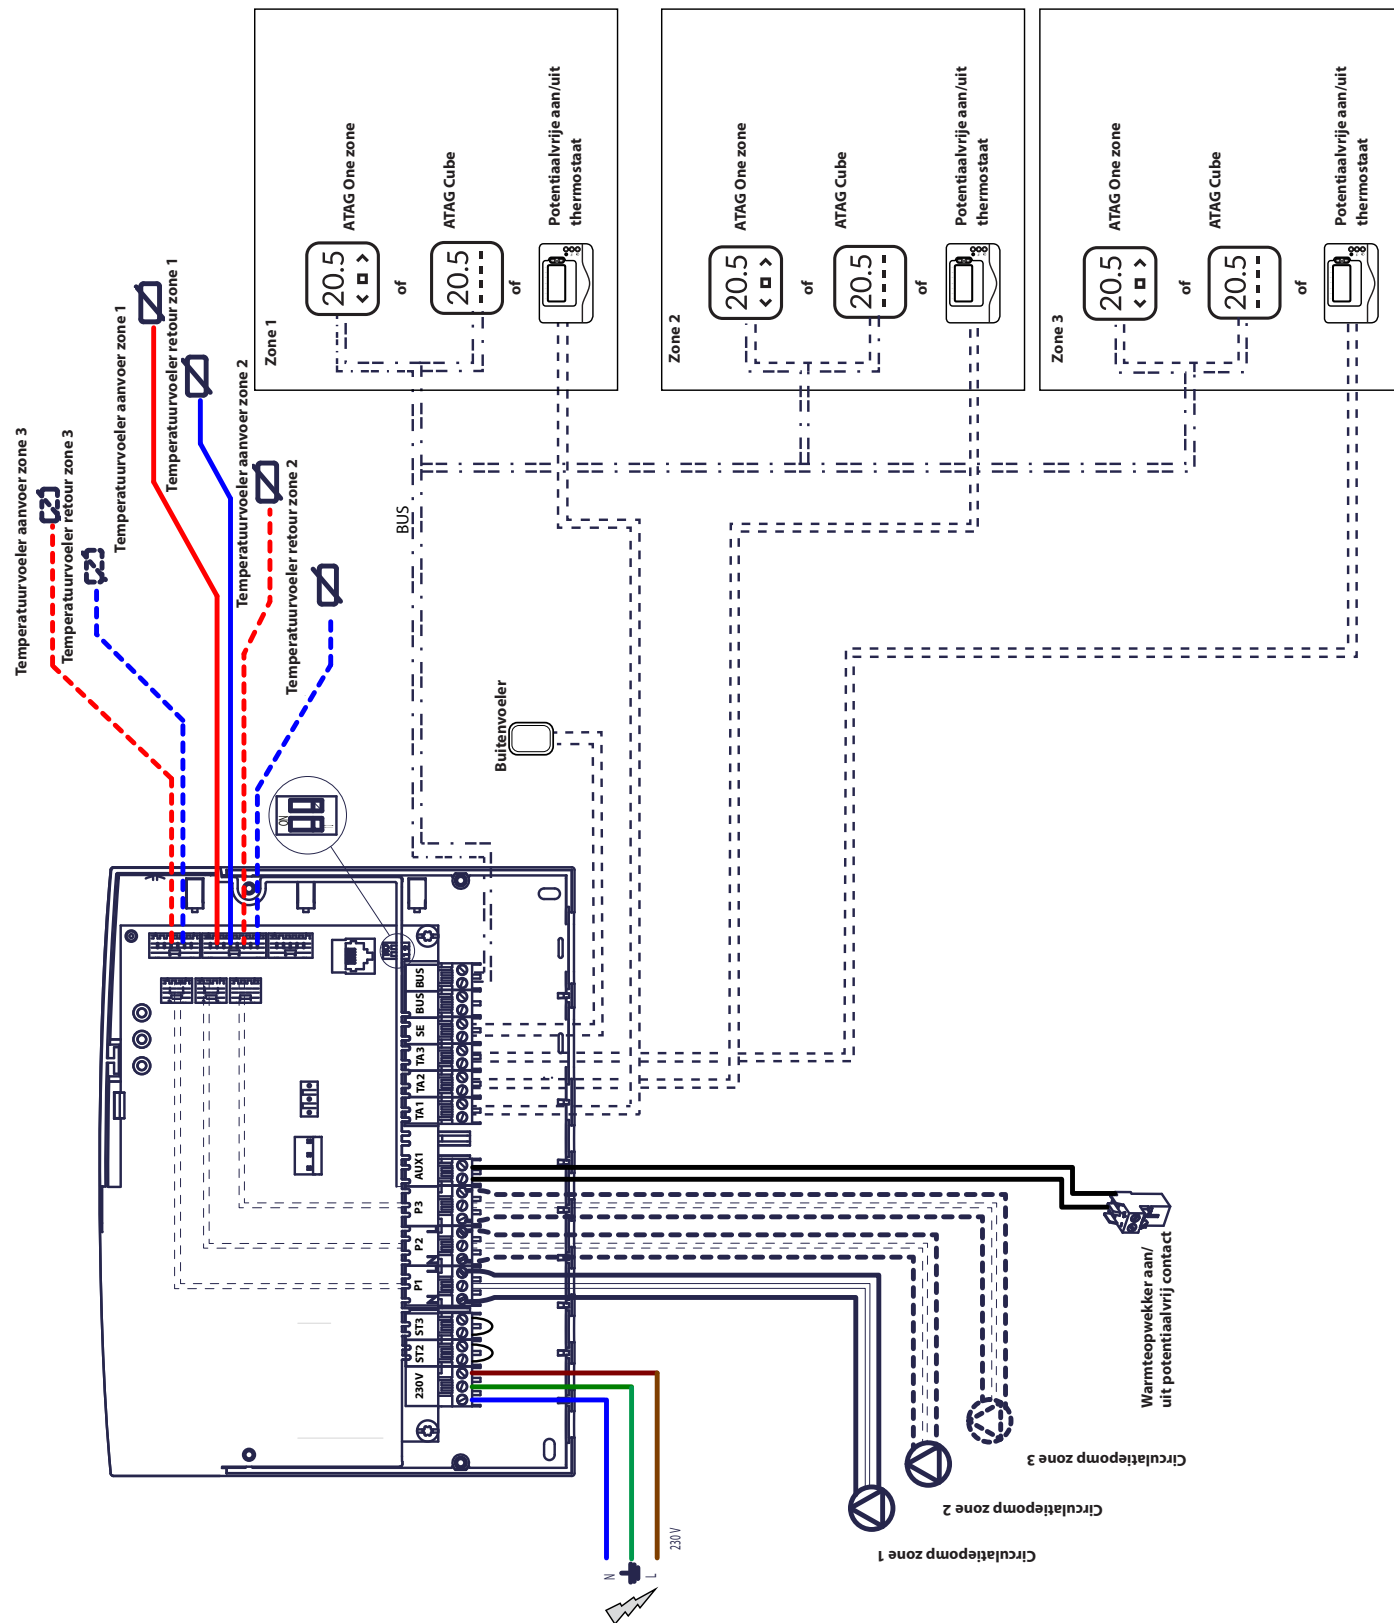 Temperatuurvoeler aanvoer zone 3
Temperatuurvoeler retour zone 3
Temperatuurvoeler aanvoer zone 1
Temperatuurvoeler retour zone 1
Temperatuurvoeler aanvoer zone 2
Temperatuurvoeler retour zone 2
Zone 1
20.5
ATAG One zone
of
20.5
ATAG Cube
of
Potentiaalvrije aan/uit
thermostaat
Zone 2
20.5
ATAG One zone
of
20.5
ATAG Cube
of
Potentiaalvrije aan/uit
thermostaat
Zone 3
20.5
ATAG One zone
of
20.5
ATAG Cube
of
Potentiaalvrije aan/uit
thermostaat
BUS
Buitenvoeler
ON
BUS
BUS
SE
TA3
TA2
TA1
AUX1
P3
P2
P1
ST3
ST2
230V
N
L
N
L
N
L
230 V
Circulatiepomp zone 1
Circulatiepomp zone 2
Circulatiepomp zone 3
Warmteopwekker aan/
uit potentiaalvrij contact